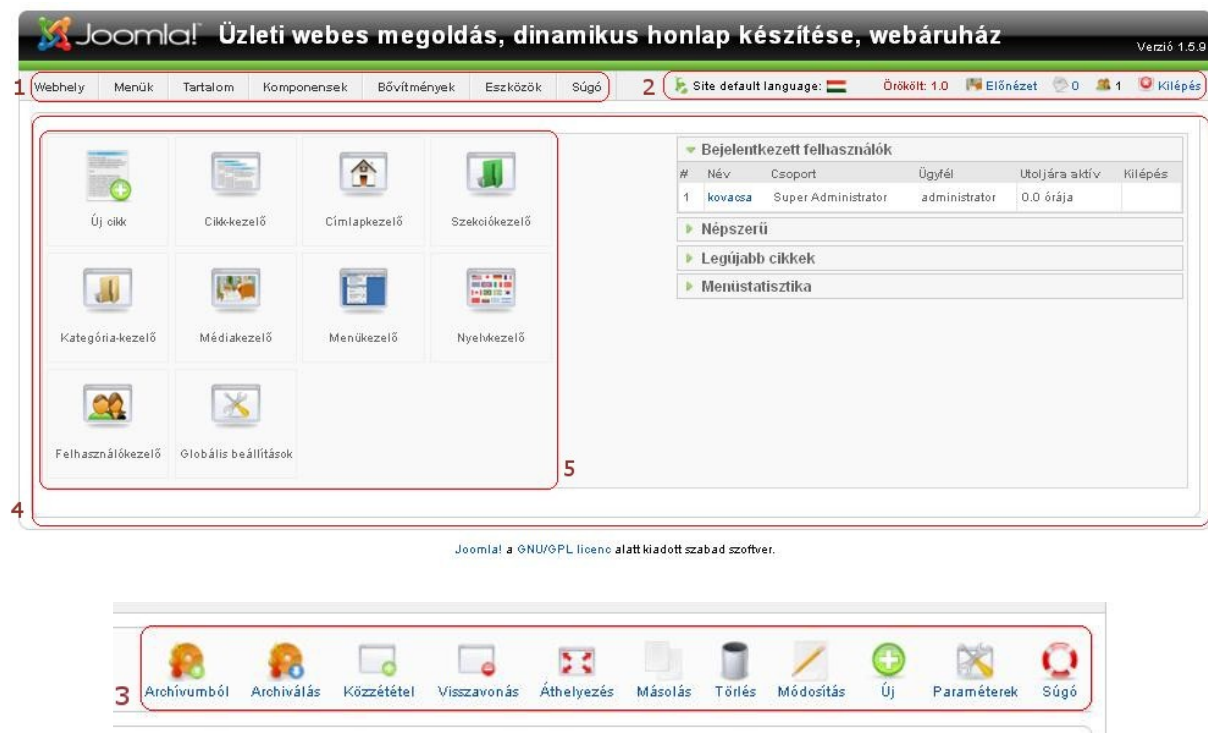 Joomla!™ Üzleti webes megoldás, dinamikus honlap készítése, webáruház
Verzió 1.5.9
1 Webhely Menük Tartalom Komponensek Bővítmények Eszközök Súgó 2 Site default language: Örökölt: 1.0 Előnézet 0 1 Kilépés
Új cikk Cikk-kezelő Címlapkezelő Szekciókezelő
Kategória-kezelő Médiakezelő Menükezelő Nyelvkezelő
Felhasználókezelő Globális beállítások
5
Bejelentkezett felhasználók
# Név Csoport Ügyfél Utoljára aktív Kilépés
1 kovacsa Super Administrator administrator 0.0 órája
Népszerű
Legújabb cikkek
Menüstatisztika
4
Joomla! a GNU/GPL licenc alatt kiadott szabad szoftver.
3 Archívumból Archiválás Közzététel Visszavonás Áthelyezés Másolás Törlés Módosítás Új Paraméterek Súgó